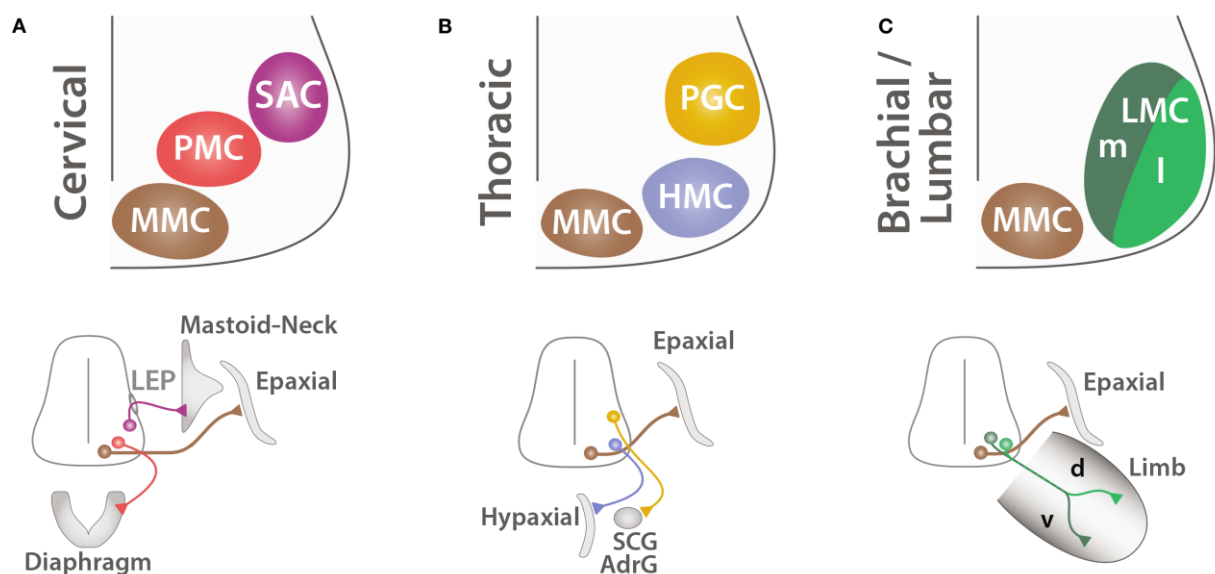 A
Cervical
SAC
PMC
MMC
Mastoid-Neck
LEP
Epaxial
Diaphragm
B
Thoracic
PGC
HMC
MMC
Epaxial
Hypaxial
SCG
AdrG
C
Brachial /
Lumbar
LMC
m
l
MMC
Epaxial
d
Limb
v